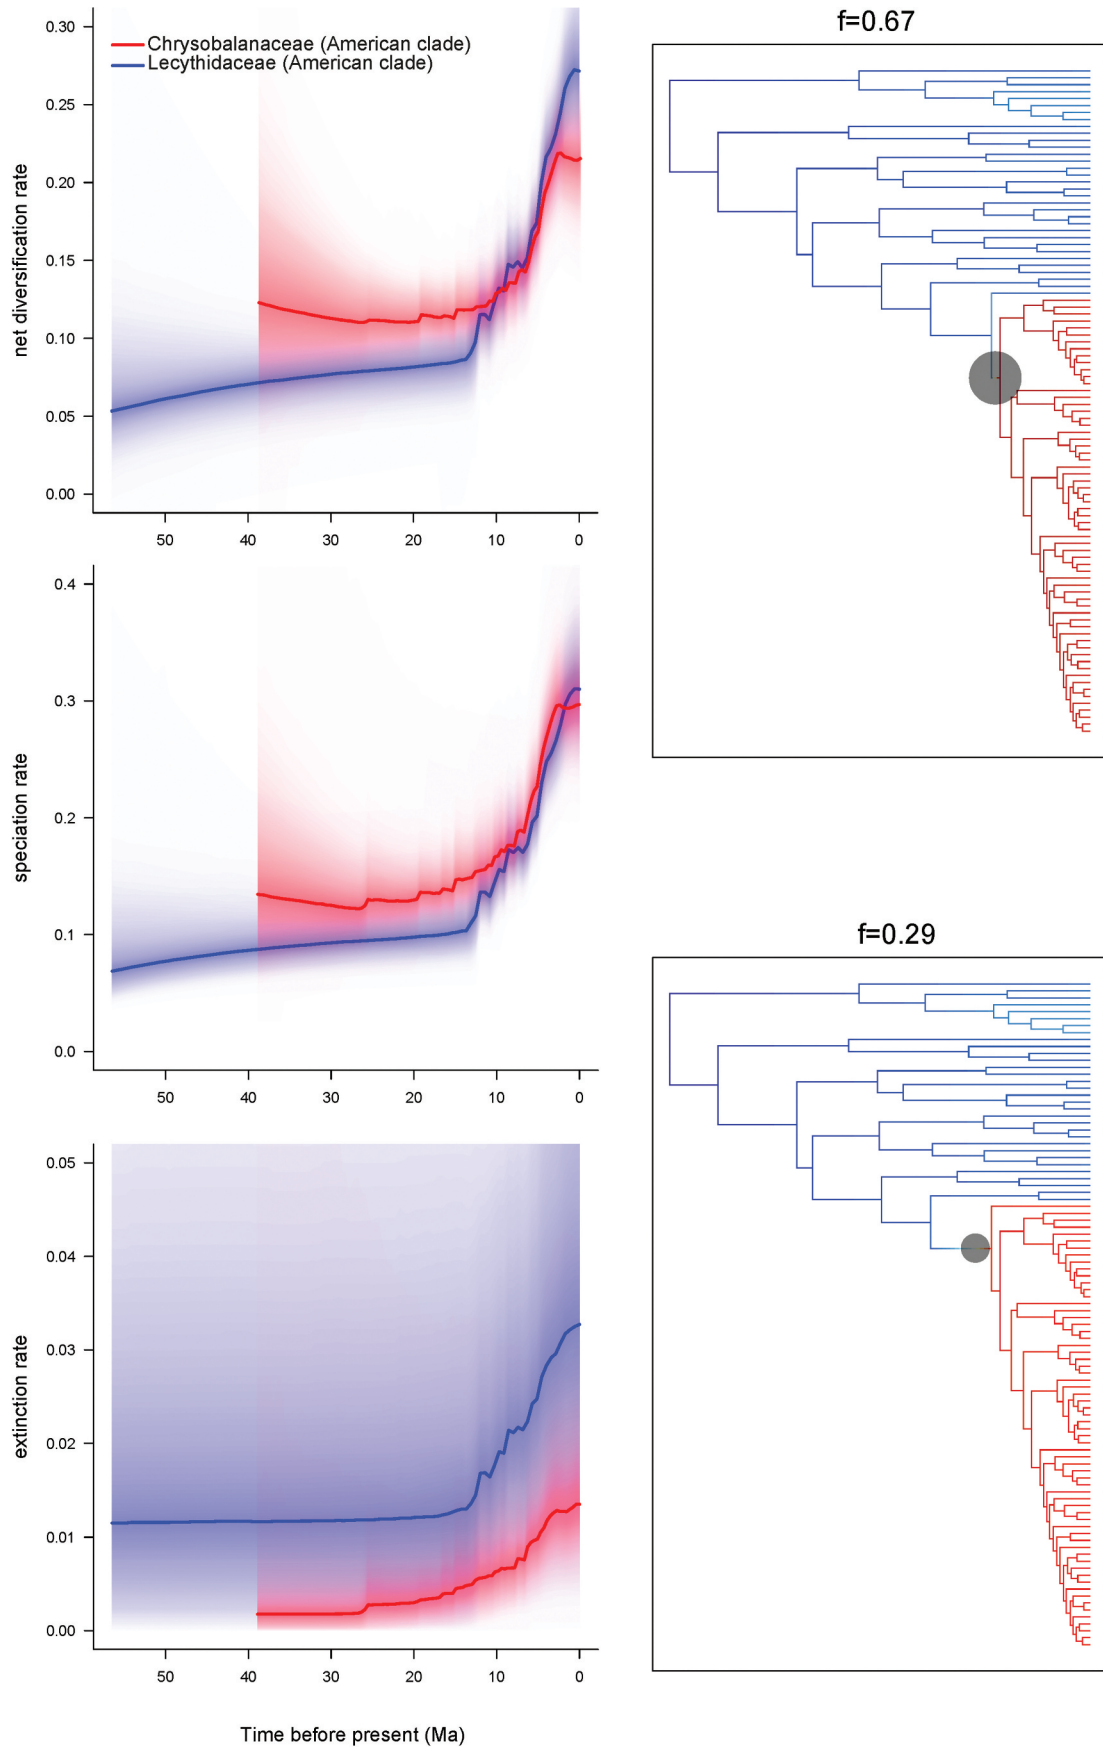 0.30
0.25
0.20
0.15
0.10
0.05
0.00
net diversification rate
Chrysobalanaceae (American clade)
Lecythidaceae (American clade)
50 40 30 20 10 0
0.4
0.3
0.2
0.1
0.0
speciation rate
50 40 30 20 10 0
0.05
0.04
0.03
0.02
0.01
0.00
extinction rate
50 40 30 20 10 0
Time before present (Ma)
f=0.67
f=0.29